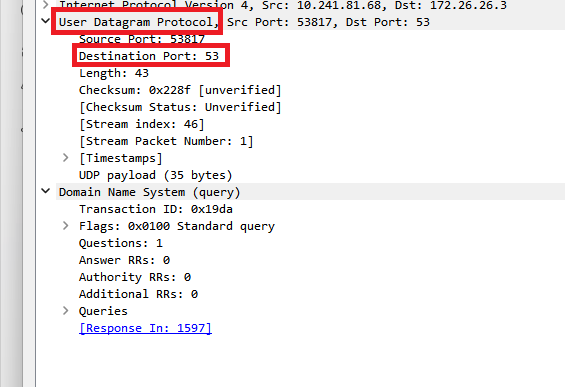 Internet Protocol Version 4, Src: 10.241.81.68, Dst: 172.26.26.3
User Datagram Protocol, Src Port: 53817, Dst Port: 53
Source Port: 53817
Destination Port: 53
Length: 43
Checksum: 0x228f [unverified]
[Checksum Status: Unverified]
[Stream index: 46]
[Stream Packet Number: 1]
[Timestamps]
UDP payload (35 bytes)
Domain Name System (query)
Transaction ID: 0x19da
Flags: 0x0100 Standard query
Questions: 1
Answer RRs: 0
Authority RRs: 0
Additional RRs: 0
Queries
[Response In: 1597]